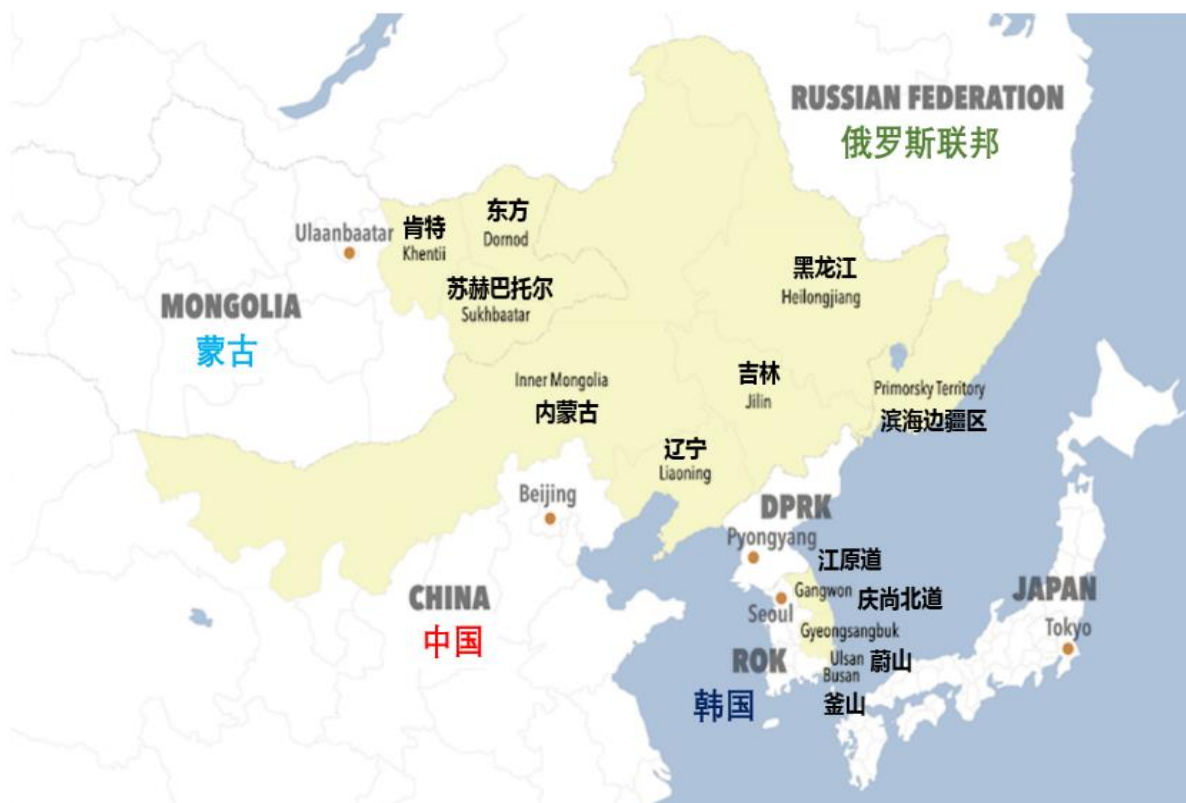 RUSSIAN FEDERATION
俄罗斯联邦
东方
Dornod
Ulaanbaatar
肯特
Khentii
苏赫巴托尔
Sukhbaatar
MONGOLIA
蒙古
黑龙江
Heilongjiang
Inner Mongolia
内蒙古
吉林
Jilin
Primorsky Territory
滨海边疆区
辽宁
Liaoning
Beijing
DPRK
Pyongyang
江原道
Gangwon
庆尚北道
Seoul
Gyeongsangbuk
CHINA
中国
JAPAN
Tokyo
ROK
韩国
Ulsan
蔚山
Busan
釜山